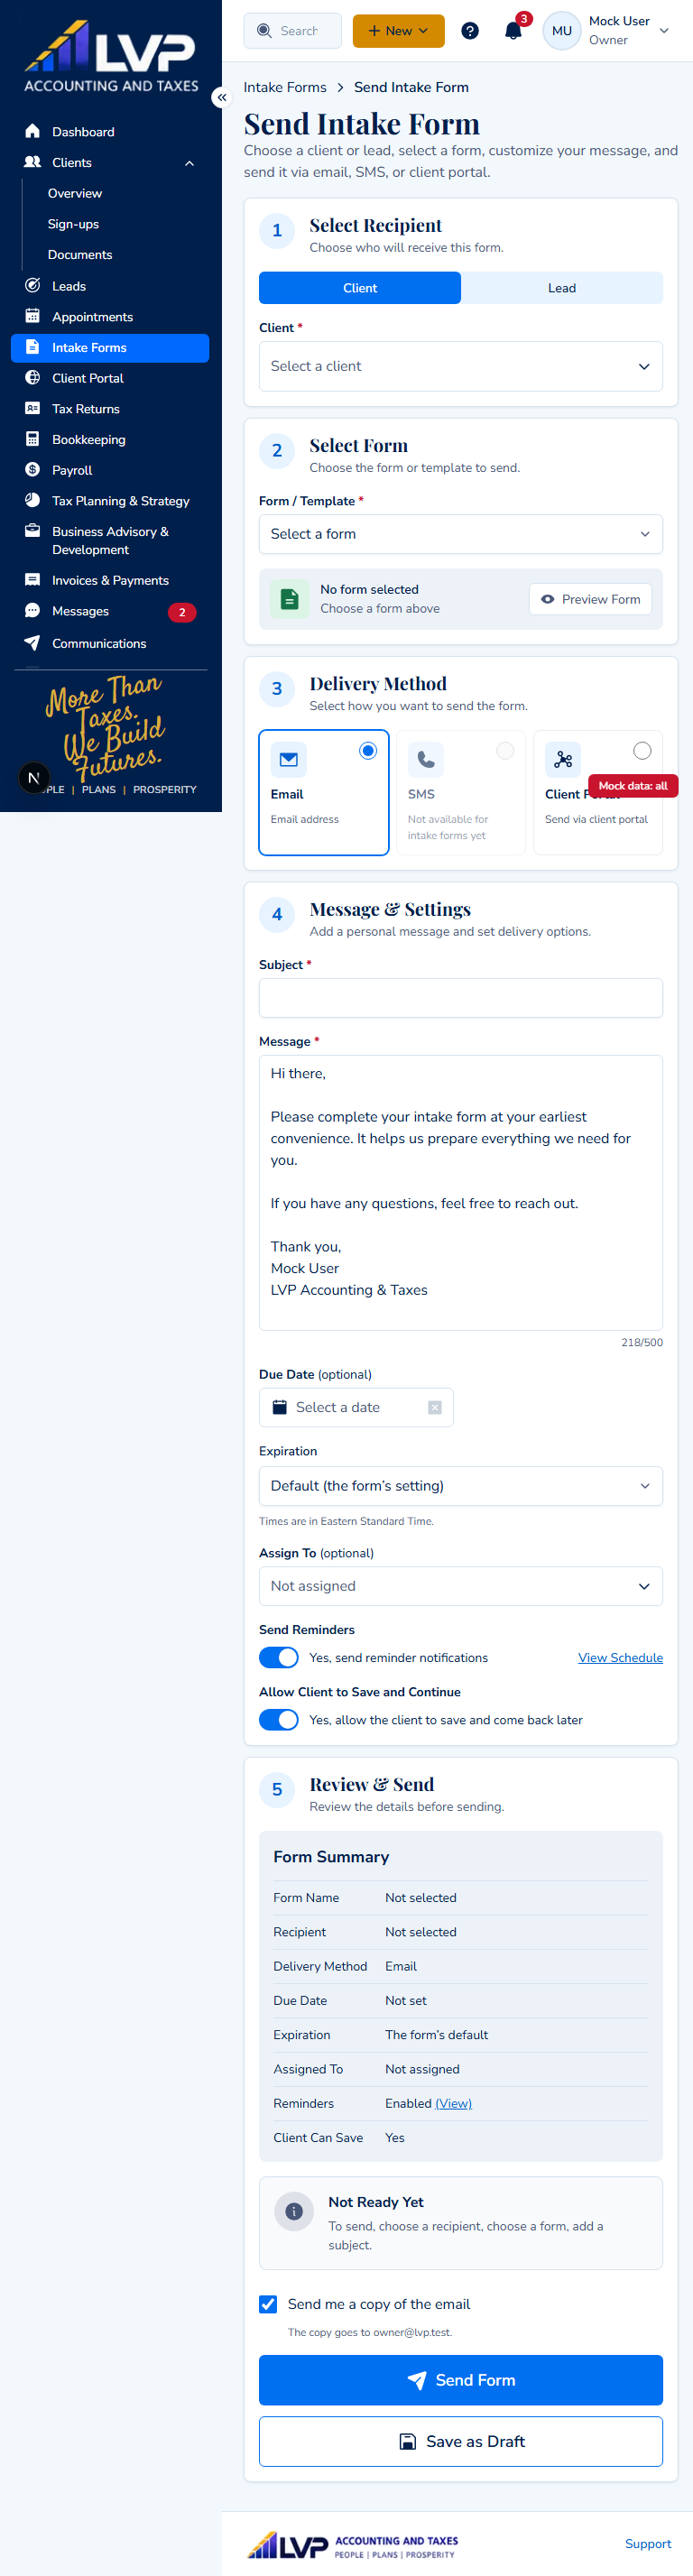 LVP
ACCOUNTING AND TAXES
Search
New
3
MU
Mock User
Owner
Dashboard
Clients
Overview
Sign-ups
Documents
Leads
Appointments
Intake Forms
Client Portal
Tax Returns
Bookkeeping
Payroll
Tax Planning & Strategy
Business Advisory &
Development
Invoices & Payments
Messages
2
Communications
More Than
Taxes.
We Build
Futures.
N
PLE | PLANS | PROSPERITY
Intake Forms > Send Intake Form
Send Intake Form
Choose a client or lead, select a form, customize your message, and
send it via email, SMS, or client portal.
1
Select Recipient
Choose who will receive this form.
Client
Lead
Client *
Select a client
2
Select Form
Choose the form or template to send.
Form / Template *
Select a form
No form selected
Choose a form above
Preview Form
3
Delivery Method
Select how you want to send the form.
Email
Email address
SMS
Not available for
intake forms yet
Client
Send via client portal
Mock data: all
4
Message & Settings
Add a personal message and set delivery options.
Subject *
Message *
Hi there,
Please complete your intake form at your earliest
convenience. It helps us prepare everything we need for
you.
If you have any questions, feel free to reach out.
Thank you,
Mock User
LVP Accounting & Taxes
218/500
Due Date (optional)
Select a date
Expiration
Default (the form’s setting)
Times are in Eastern Standard Time.
Assign To (optional)
Not assigned
Send Reminders
Yes, send reminder notifications
View Schedule
Allow Client to Save and Continue
Yes, allow the client to save and come back later
5
Review & Send
Review the details before sending.
Form Summary
Form Name Not selected
Recipient Not selected
Delivery Method Email
Due Date Not set
Expiration The form’s default
Assigned To Not assigned
Reminders Enabled (View)
Client Can Save Yes
Not Ready Yet
To send, choose a recipient, choose a form, add a
subject.
Send me a copy of the email
The copy goes to owner@lvp.test.
Send Form
Save as Draft
LVP ACCOUNTING AND TAXES
PEOPLE | PLANS | PROSPERITY
Support